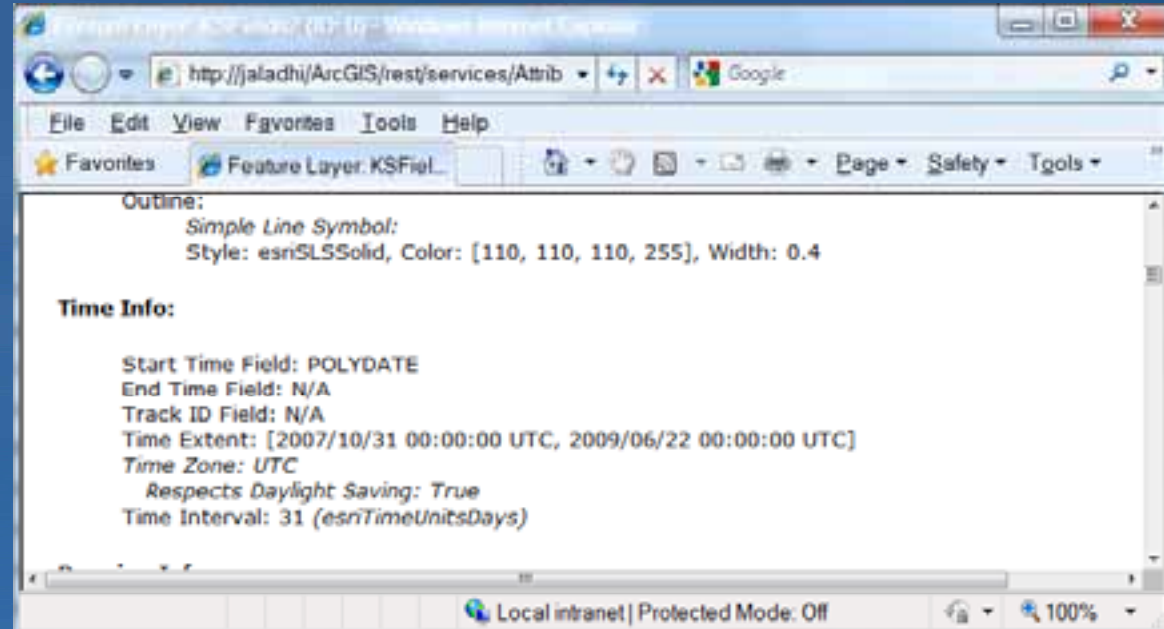 http://jaladhi/ArcGIS/rest/services/Attrib
Google
File Edit View Favorites Tools Help
Favorites
Feature Layer: KSFiel...
Page
Safety
Tools
Outline:
Simple Line Symbol:
Style: esriSLSSolid, Color: [110, 110, 110, 255], Width: 0.4
Time Info:
Start Time Field: POLYDATE
End Time Field: N/A
Track ID Field: N/A
Time Extent: [2007/10/31 00:00:00 UTC, 2009/06/22 00:00:00 UTC]
Time Zone: UTC
Respects Daylight Saving: True
Time Interval: 31 (esriTimeUnitsDays)
Local intranet | Protected Mode: Off
100%